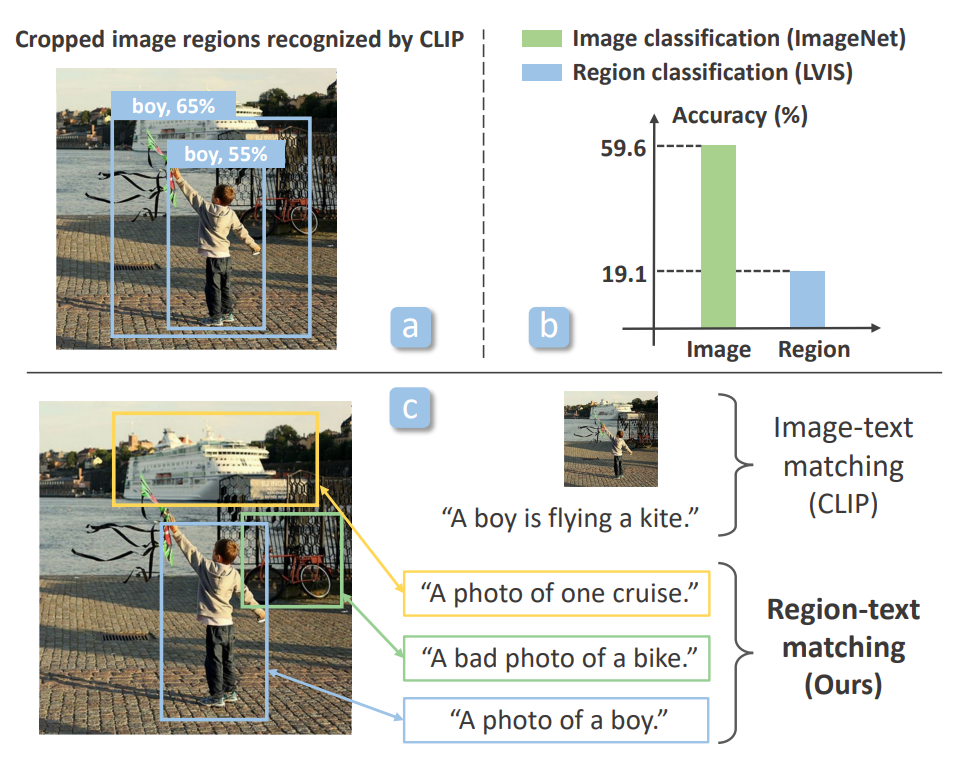 Cropped image regions recognized by CLIP
boy, 65%
boy, 55%
a
Image classification (ImageNet)
Region classification (LVIS)
Accuracy (%)
59.6
19.1
Image
Region
b
c
“A boy is flying a kite.”
Image-text
matching
(CLIP)
“A photo of one cruise.”
“A bad photo of a bike.”
“A photo of a boy.”
Region-text
matching
(Ours)